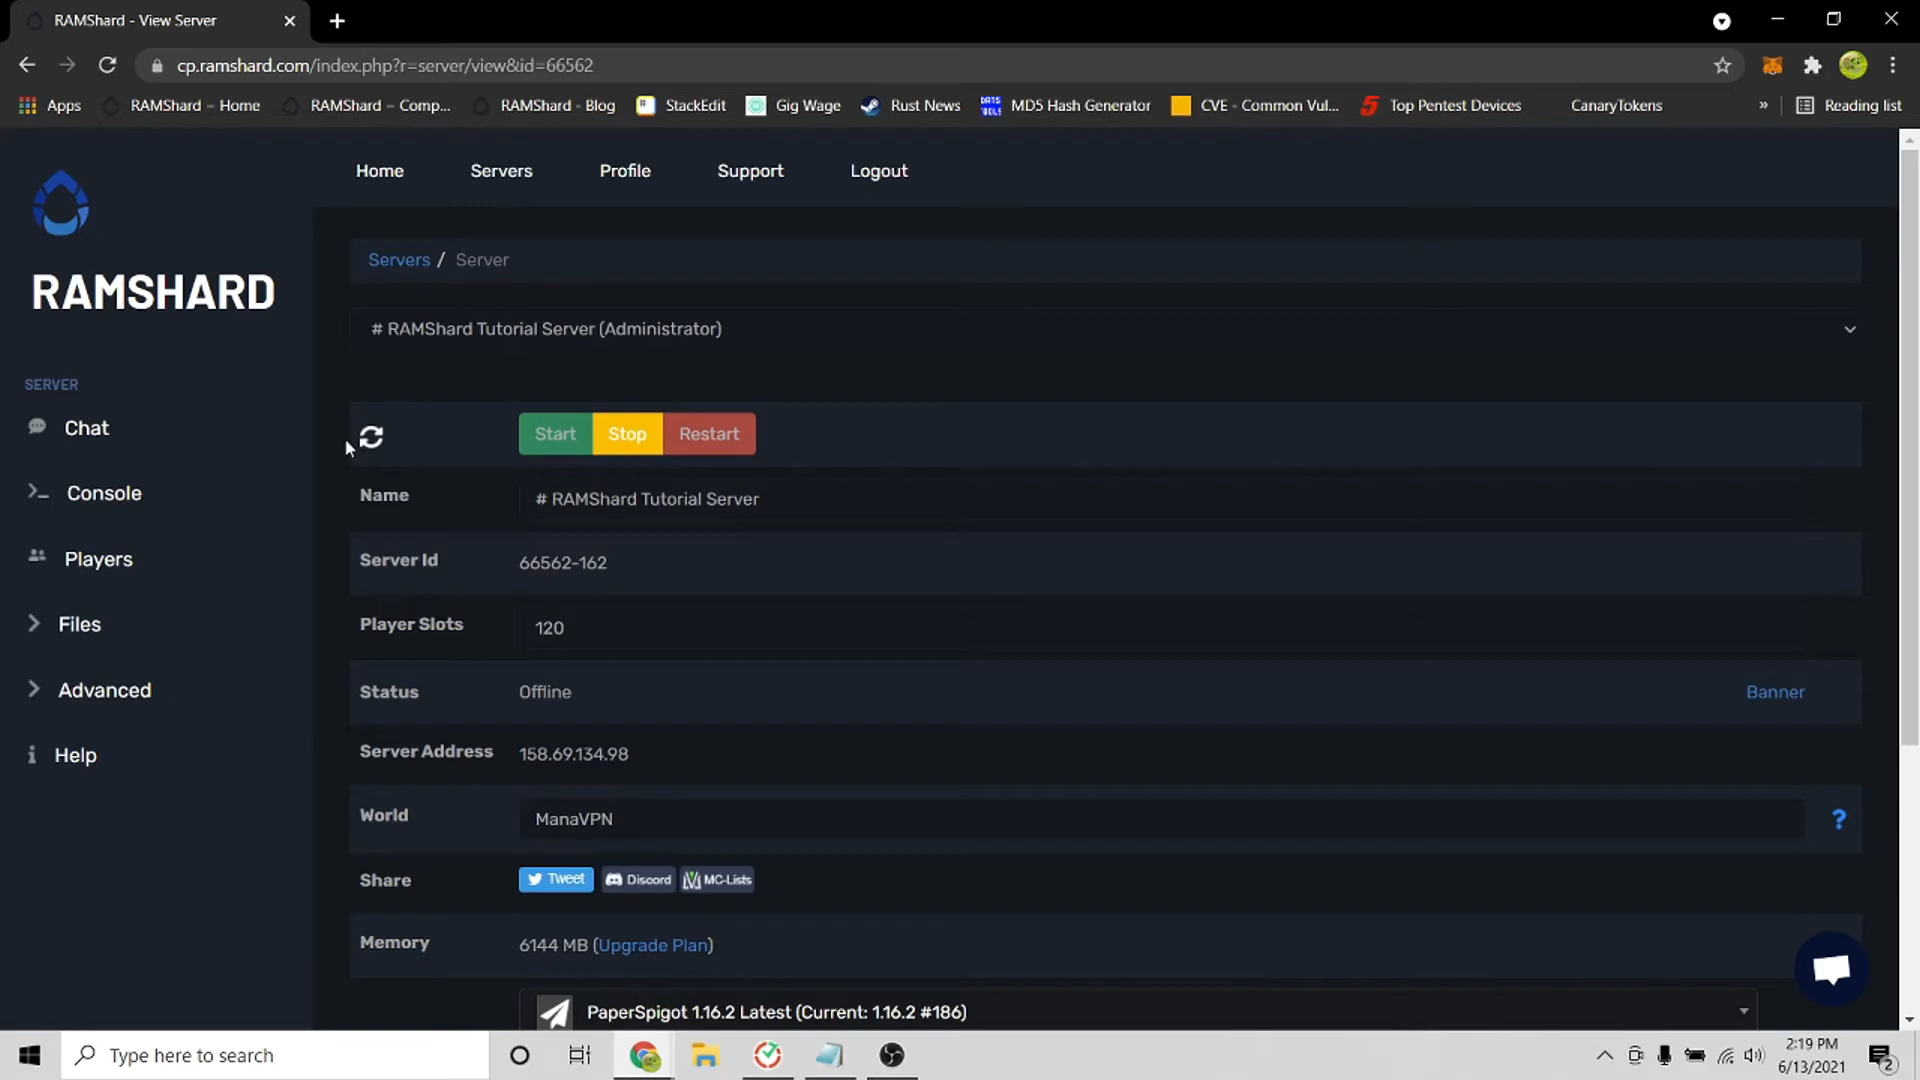 RAMShard - View Server
cp.ramshard.com/index.php?r=server/view&id=66562
Apps
RAMShard – Home
RAMShard – Comp...
RAMShard - Blog
StackEdit
Gig Wage
Rust News
MD5 Hash Generator
CVE - Common Vul...
Top Pentest Devices
CanaryTokens
»
Reading list
Home
Servers
Profile
Support
Logout
RAMSHARD
Servers / Server
# RAMShard Tutorial Server (Administrator)
SERVER
Chat
Console
Players
Files
Advanced
Help
Start
Stop
Restart
Name
# RAMShard Tutorial Server
Server Id
66562-162
Player Slots
120
Status
Offline
Banner
Server Address
158.69.134.98
World
ManaVPN
?
Share
Tweet
Discord
MC-Lists
Memory
6144 MB (Upgrade Plan)
PaperSpigot 1.16.2 Latest (Current: 1.16.2 #186)
Type here to search
2:19 PM
6/13/2021
2